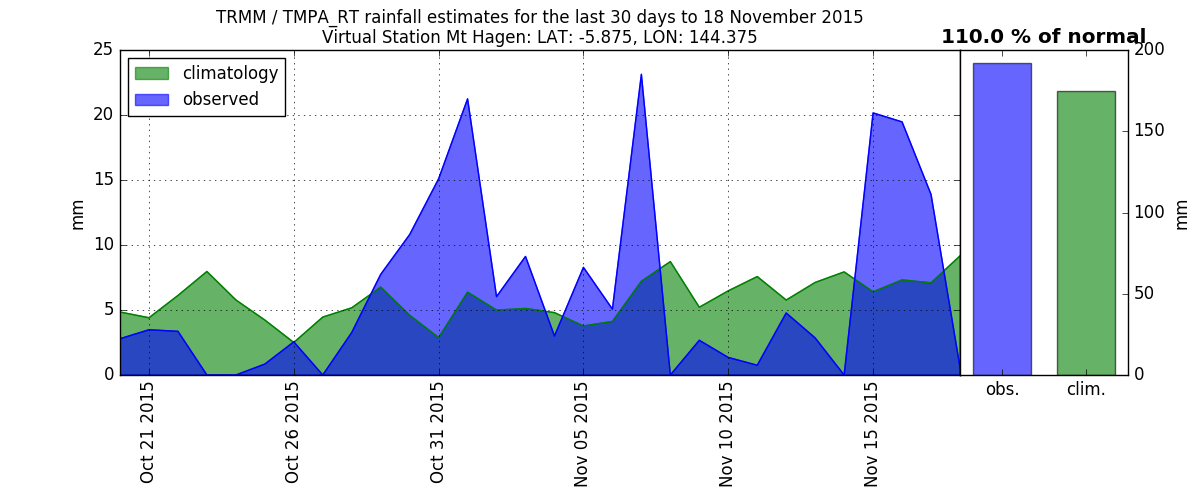 TRMM / TMPA_RT rainfall estimates for the last 30 days to 18 November 2015
Virtual Station Mt Hagen: LAT: -5.875, LON: 144.375
110.0 % of normal
climatology
observed
25
20
15
10
5
0
mm
Oct 21 2015
Oct 26 2015
Oct 31 2015
Nov 05 2015
Nov 10 2015
Nov 15 2015
200
150
100
50
0
mm
obs.
clim.